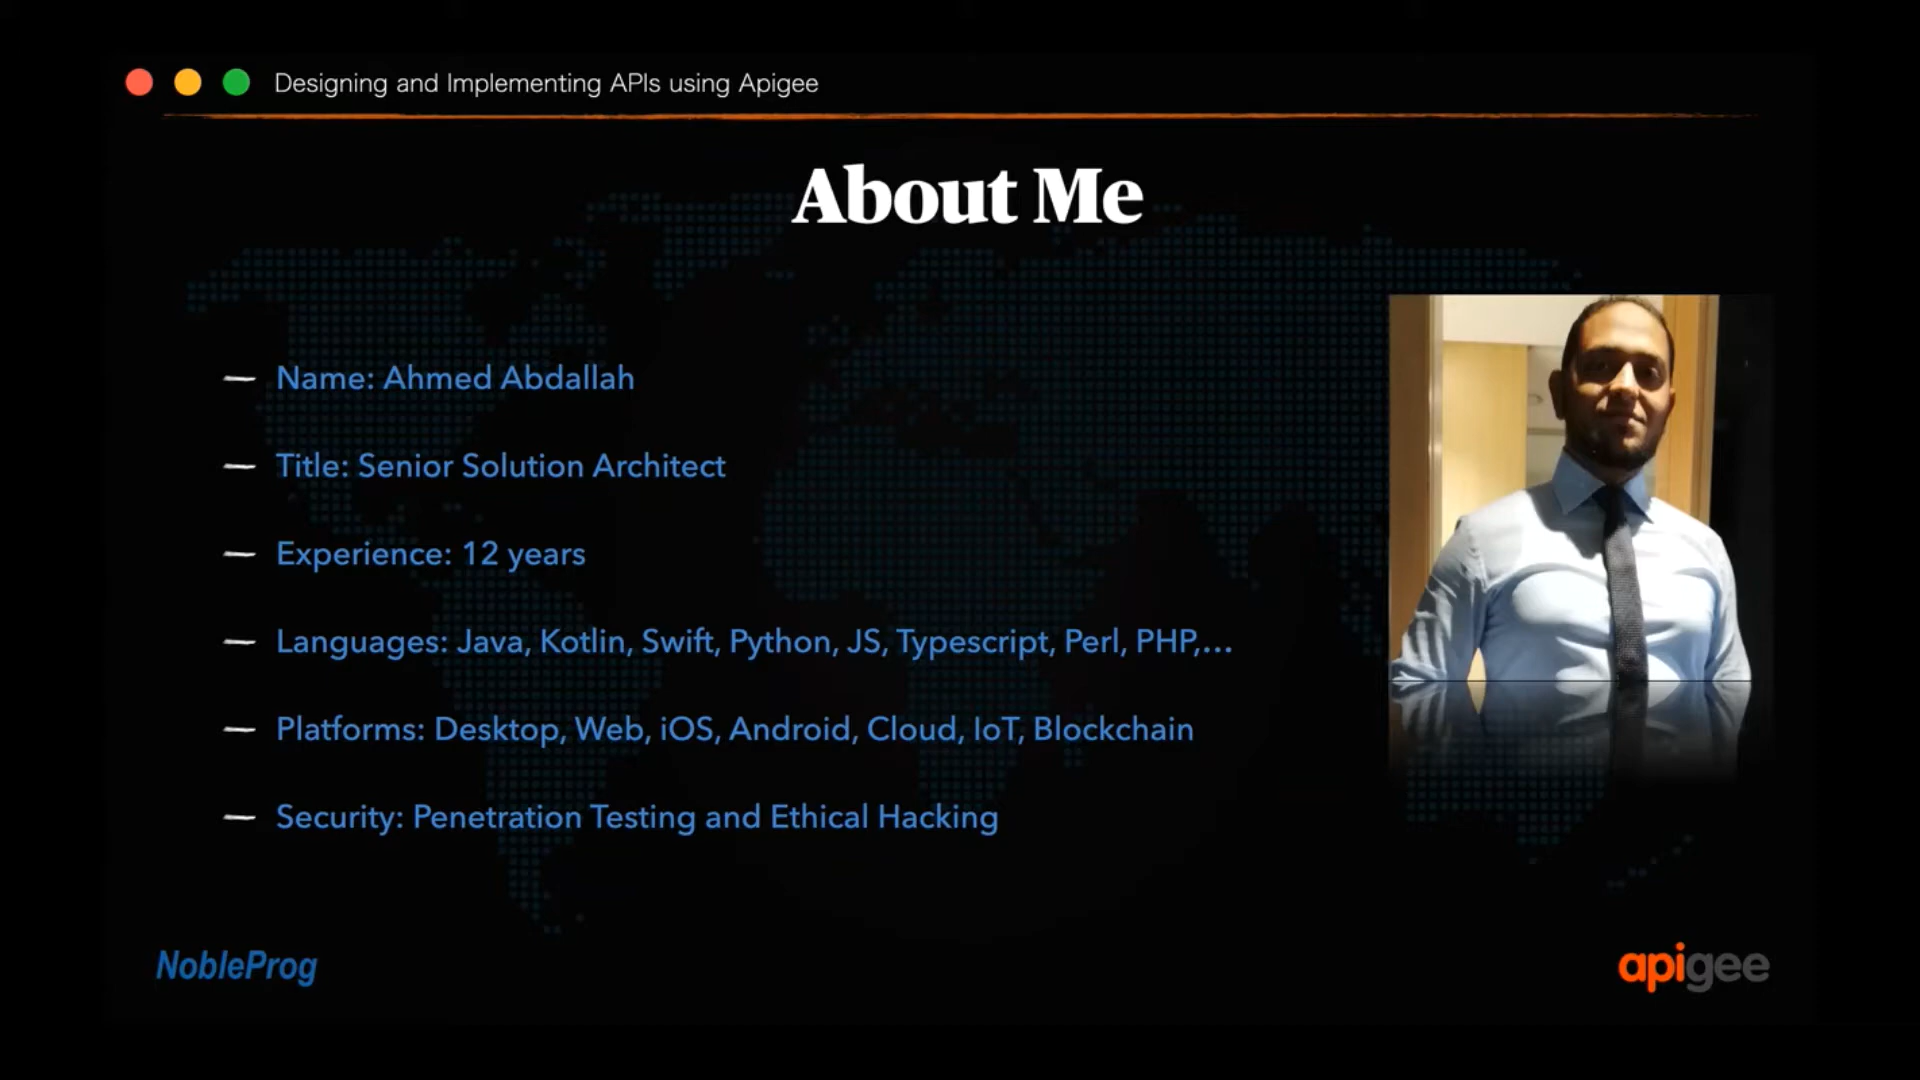 Designing and Implementing APIs using Apigee
About Me
Name: Ahmed Abdallah
Title: Senior Solution Architect
Experience: 12 years
Languages: Java, Kotlin, Swift, Python, JS, Typescript, Perl, PHP,...
Platforms: Desktop, Web, iOS, Android, Cloud, IoT, Blockchain
Security: Penetration Testing and Ethical Hacking
NobleProg
apigee